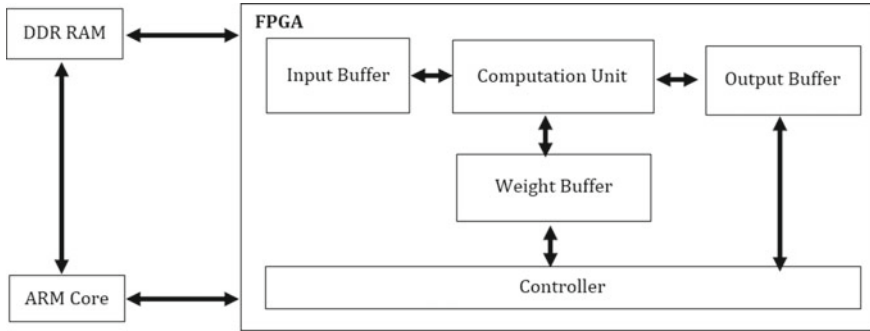 FPGA
DDR RAM
Input Buffer
Computation Unit
Output Buffer
Weight Buffer
Controller
ARM Core